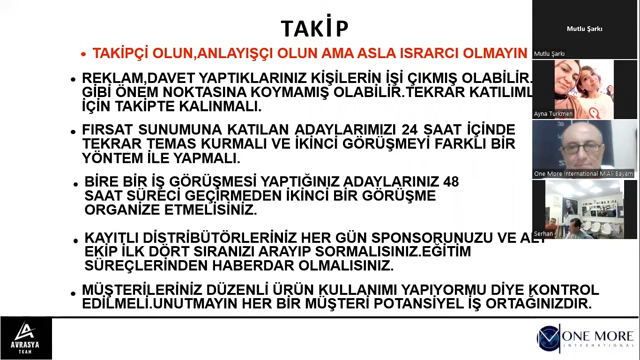 TAKİP
• TAKİPÇİ OLUN,ANLAYIŞÇI OLUN AMA ASLA ISRARCI OLMAYIN
• REKLAM,DAVET YAPTIKLARINIZ KİŞİLERİN İŞİ ÇIKMIŞ OLABİLİR.
GİBİ ÖNEM NOKTASINA KOYMAMIŞ OLABİLİR.TEKRAR KATILIML
İÇİN TAKİPTE KALINMALI.
• FIRSAT SUNUMUNA KATILAN ADAYLARIMIZI 24 SAAT İÇİNDE
TEKRAR TEMAS KURMALI VE İKİNCİ GÖRÜŞMEYİ FARKLI BİR
YÖNTEM İLE YAPMALI.
• BİRE BİR İŞ GÖRÜŞMESİ YAPTIĞINIZ ADAYLARINIZ 48
SAAT SÜRECİ GEÇİRMEDEN İKİNCİ BİR GÖRÜŞME
ORGANİZE ETMELİSİNİZ.
• KAYITLI DİSTRİBÜTÖRLERİNİZ HER GÜN SPONSORUNUZU VE ALT
EKİP İLK DÖRT SIRANIZI ARAYIP SORMALISINIZ.EĞİTİM
SÜREÇLERİNDEN HABERDAR OLMALISINIZ.
• MÜŞTERİLERİNİZ DÜZENLİ ÜRÜN KULLANIMI YAPIYORMU DİYE KONTROL
EDİLMELİ.UNUTMAYIN HER BİR MÜŞTERİ POTANSİYEL İŞ ORTAĞINIZDIR.
Mutlu Şarkı
Mutlu Şarkı
Ayna Turkmen
One More International M.Ali Bayam
Serhan
AVRASYA
TEAM
ONE MORE
INTERNATIONAL